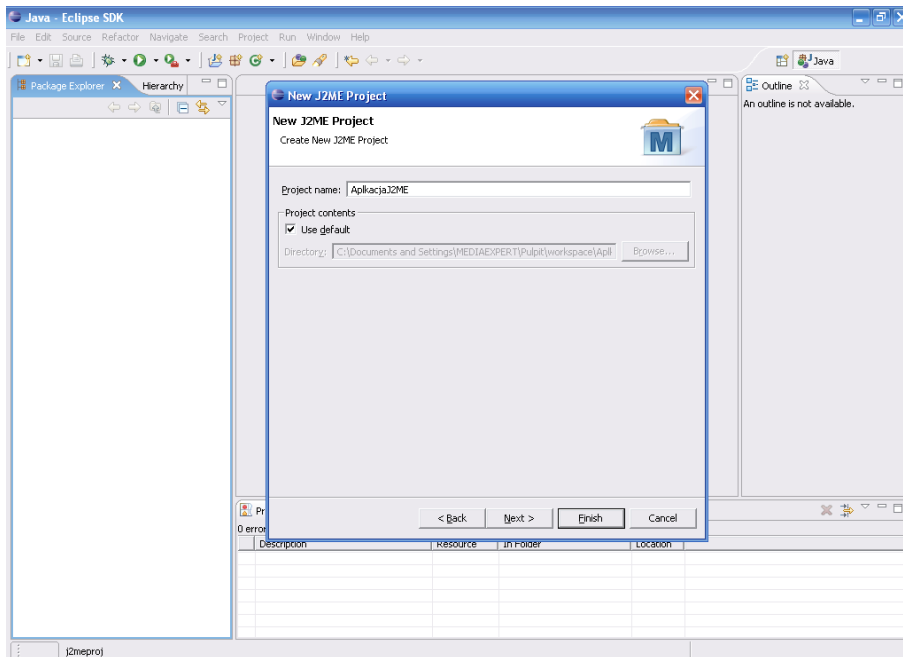 Java - Eclipse SDK
File Edit Source Refactor Navigate Search Project Run Window Help
Java
Package Explorer Hierarchy
Outline
An outline is not available.
New J2ME Project
New J2ME Project
Create New J2ME Project
M
Project name: AplkacjaJ2ME
Project contents
Use default
Directory: C:\Documents and Settings\MEDIAEXPERT\Pulpit\workspace\Apl
Browse...
< Back Next > Finish Cancel
Pr
0 error
Description Resource In Folder Location
j2meproj